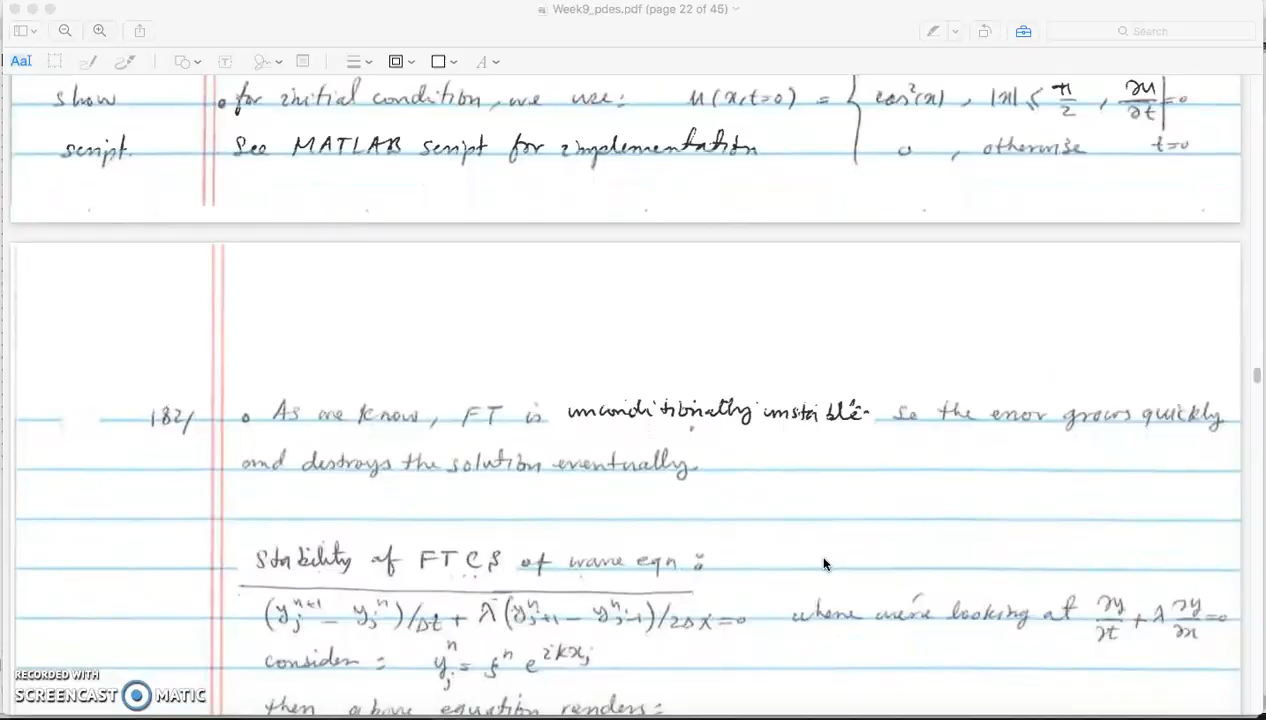 Week9_pdes.pdf (page 22 of 45)
Search
AaI
show
script.
for initial condition, we use: u(x,t=0) = { cos²(x), |x| ≤ π/2, ∂u/∂t|t=0 =0
0, otherwise
See MATLAB script for implementation
182/
• As we know, FT is unconditionally unstable. so the error grows quickly
and destroys the solution eventually.
Stability of FTCS of wave eqn:
(y_j^{n+1} - y_j^n)/Δt + λ(y_{j+1}^n - y_{j-1}^n)/2Δx=0 where we're looking at ∂y/∂t + λ ∂y/∂x=0
consider: y_j^n = ξ^n e^{ikx_j}
then above equation renders:
RECORDED WITH
SCREENCAST MATIC